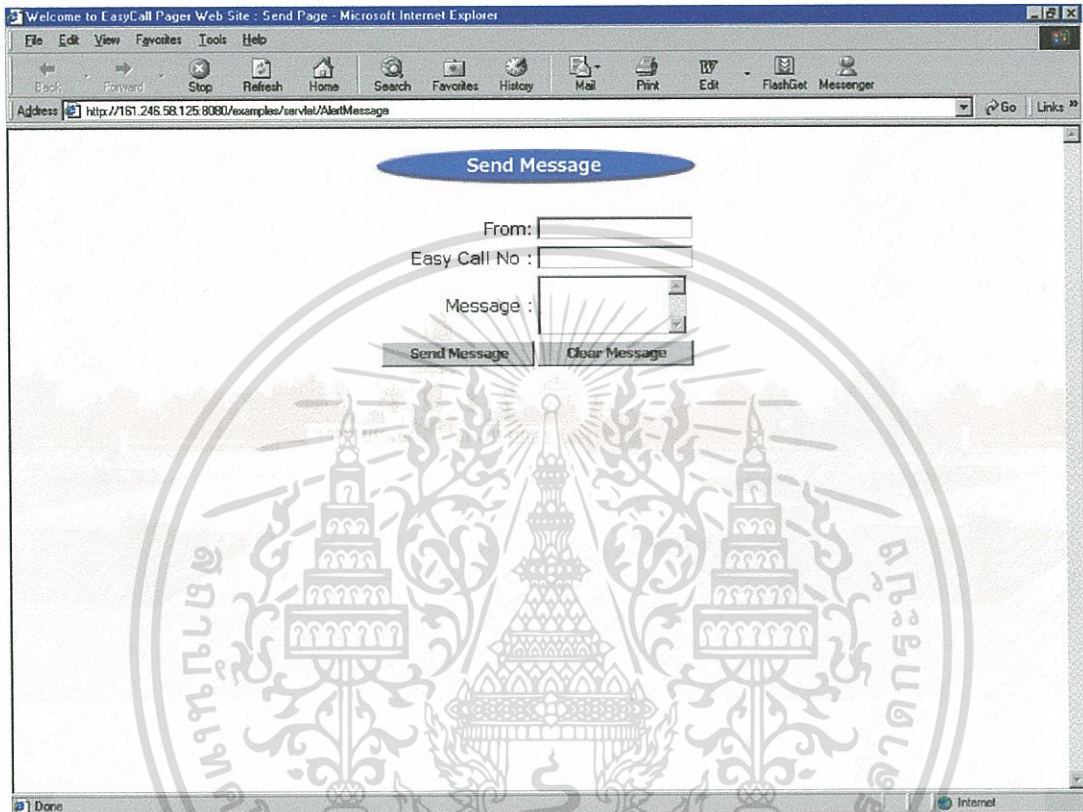 Welcome to EasyCall Pager Web Site : Send Page - Microsoft Internet Explorer
File Edit View Favorites Tools Help
Back Forward Stop Refresh Home Search Favorites History Mail Print Edit FlashGet Messenger
Address http://161.246.58.125:8080/examples/servlet/AlertMessage Go Links »
Send Message
From:
Easy Call No :
Message :
Send Message Clear Message
Done Internet